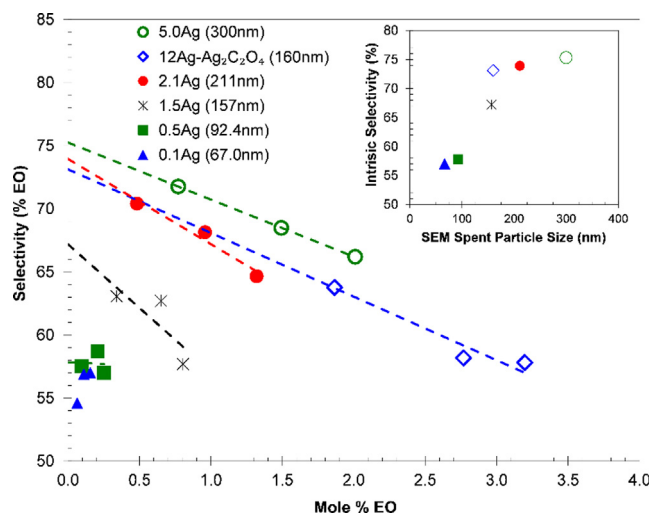 85
80
75
70
65
60
55
50
Selectivity (% EO)
5.0Ag (300nm)
12Ag-Ag₂C₂O₄ (160nm)
2.1Ag (211nm)
1.5Ag (157nm)
0.5Ag (92.4nm)
0.1Ag (67.0nm)
85
80
75
70
65
60
55
50
Intrisic Selectivity (%)
0 100 200 300 400
SEM Spent Particle Size (nm)
0.0 0.5 1.0 1.5 2.0 2.5 3.0 3.5 4.0
Mole % EO